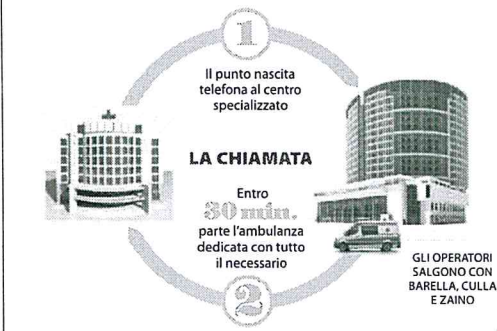 1
Il punto nascita
telefona al centro
specializzato
LA CHIAMATA
Entro
30 min.
parte l'ambulanza
dedicata con tutto
il necessario
2
GLI OPERATORI
SALGONO CON
BARELLA, CULLA
E ZAINO